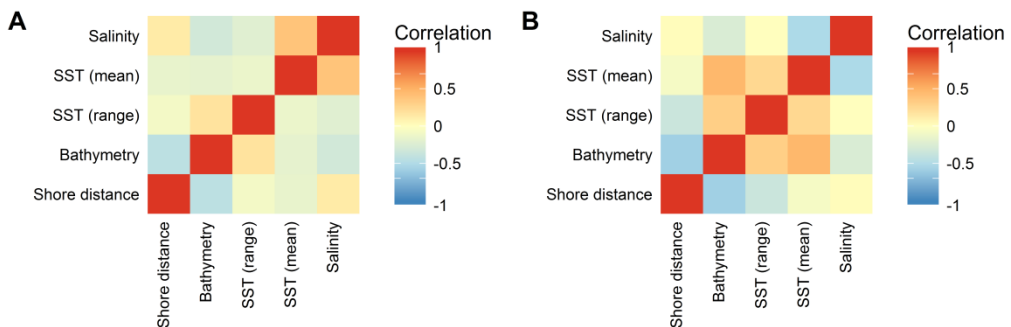 A
Salinity
SST (mean)
SST (range)
Bathymetry
Shore distance
Shore distance
Bathymetry
SST (range)
SST (mean)
Salinity
Correlation
1
0.5
0
-0.5
-1
B
Salinity
SST (mean)
SST (range)
Bathymetry
Shore distance
Shore distance
Bathymetry
SST (range)
SST (mean)
Salinity
Correlation
1
0.5
0
-0.5
-1